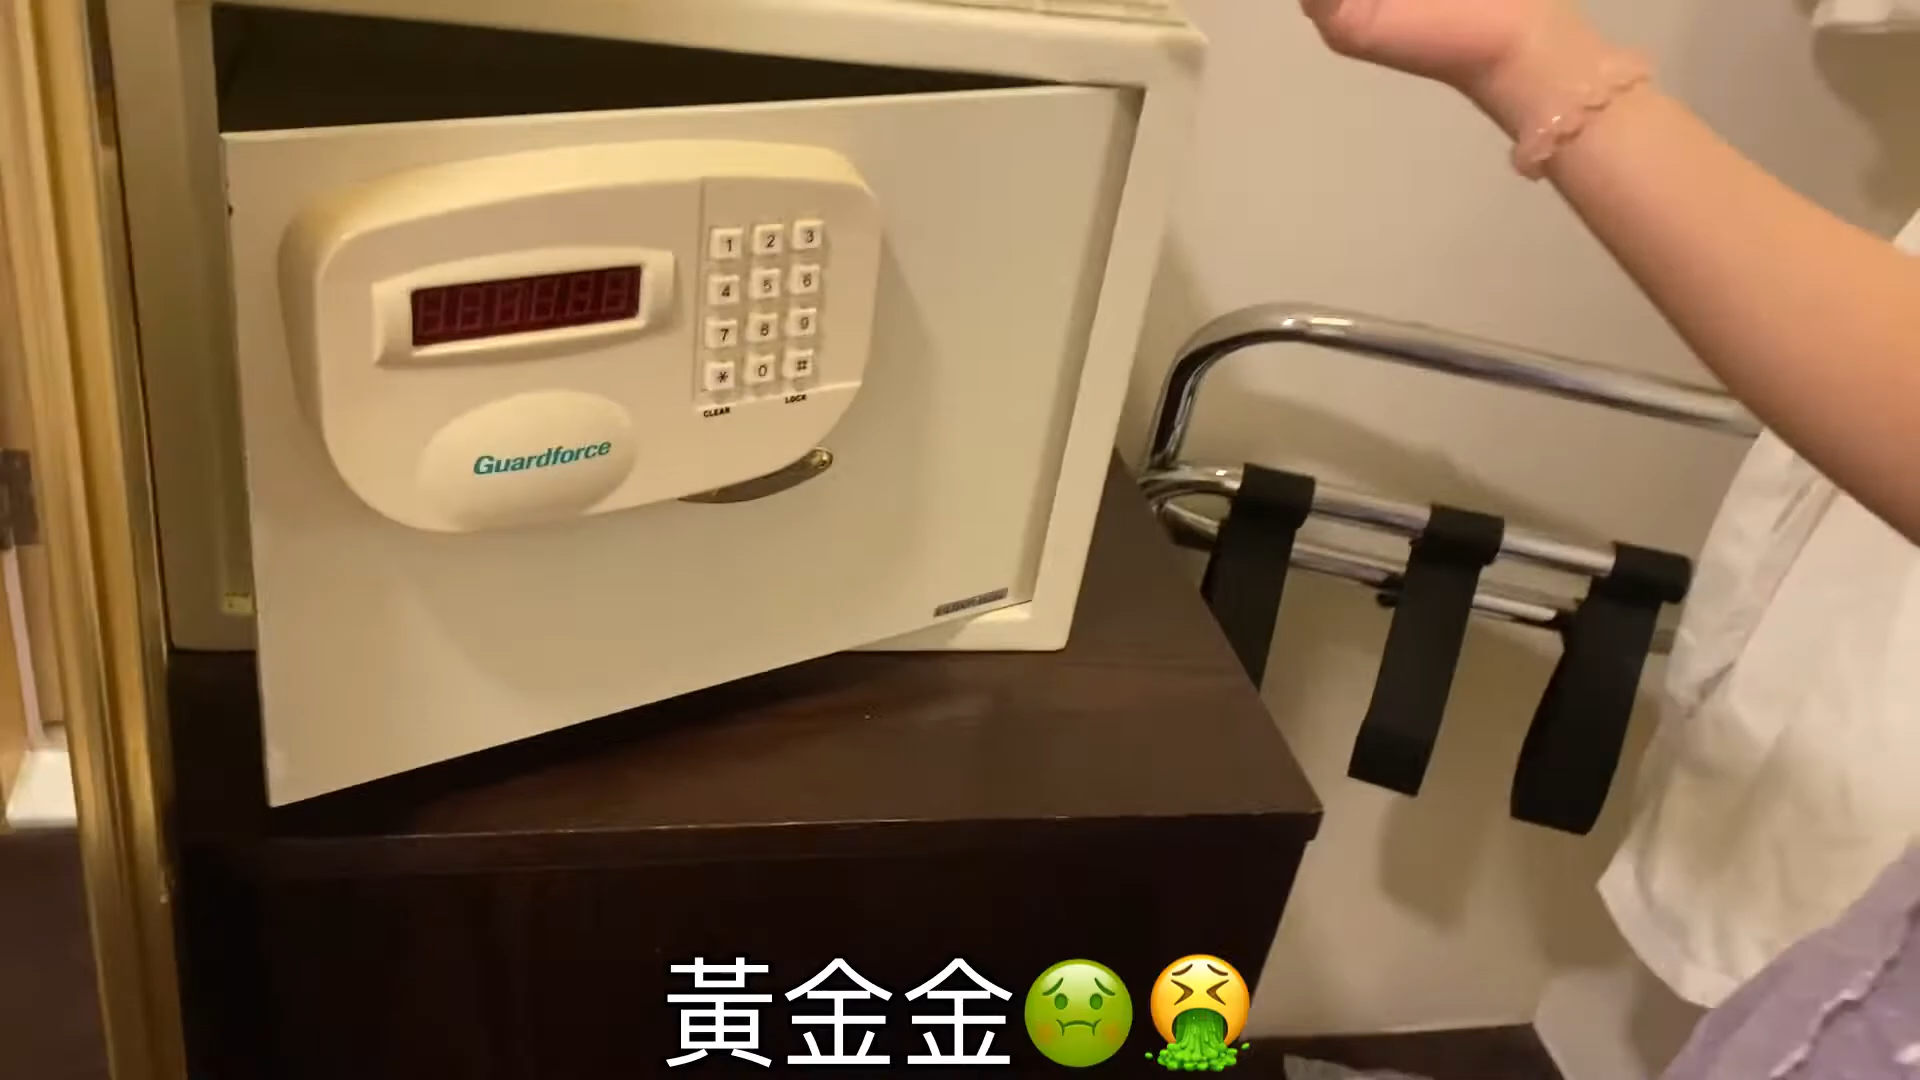 1 2 3
4 5 6
7 8 9
* 0 #
CLEAR LOCK
Guardforce
黃金金🤢🤮